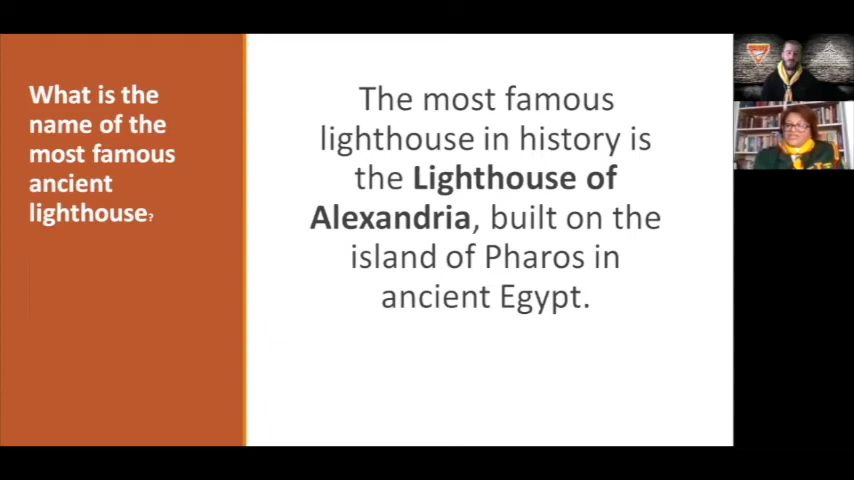 What is the
name of the
most famous
ancient
lighthouse?
The most famous
lighthouse in history is
the Lighthouse of
Alexandria, built on the
island of Pharos in
ancient Egypt.